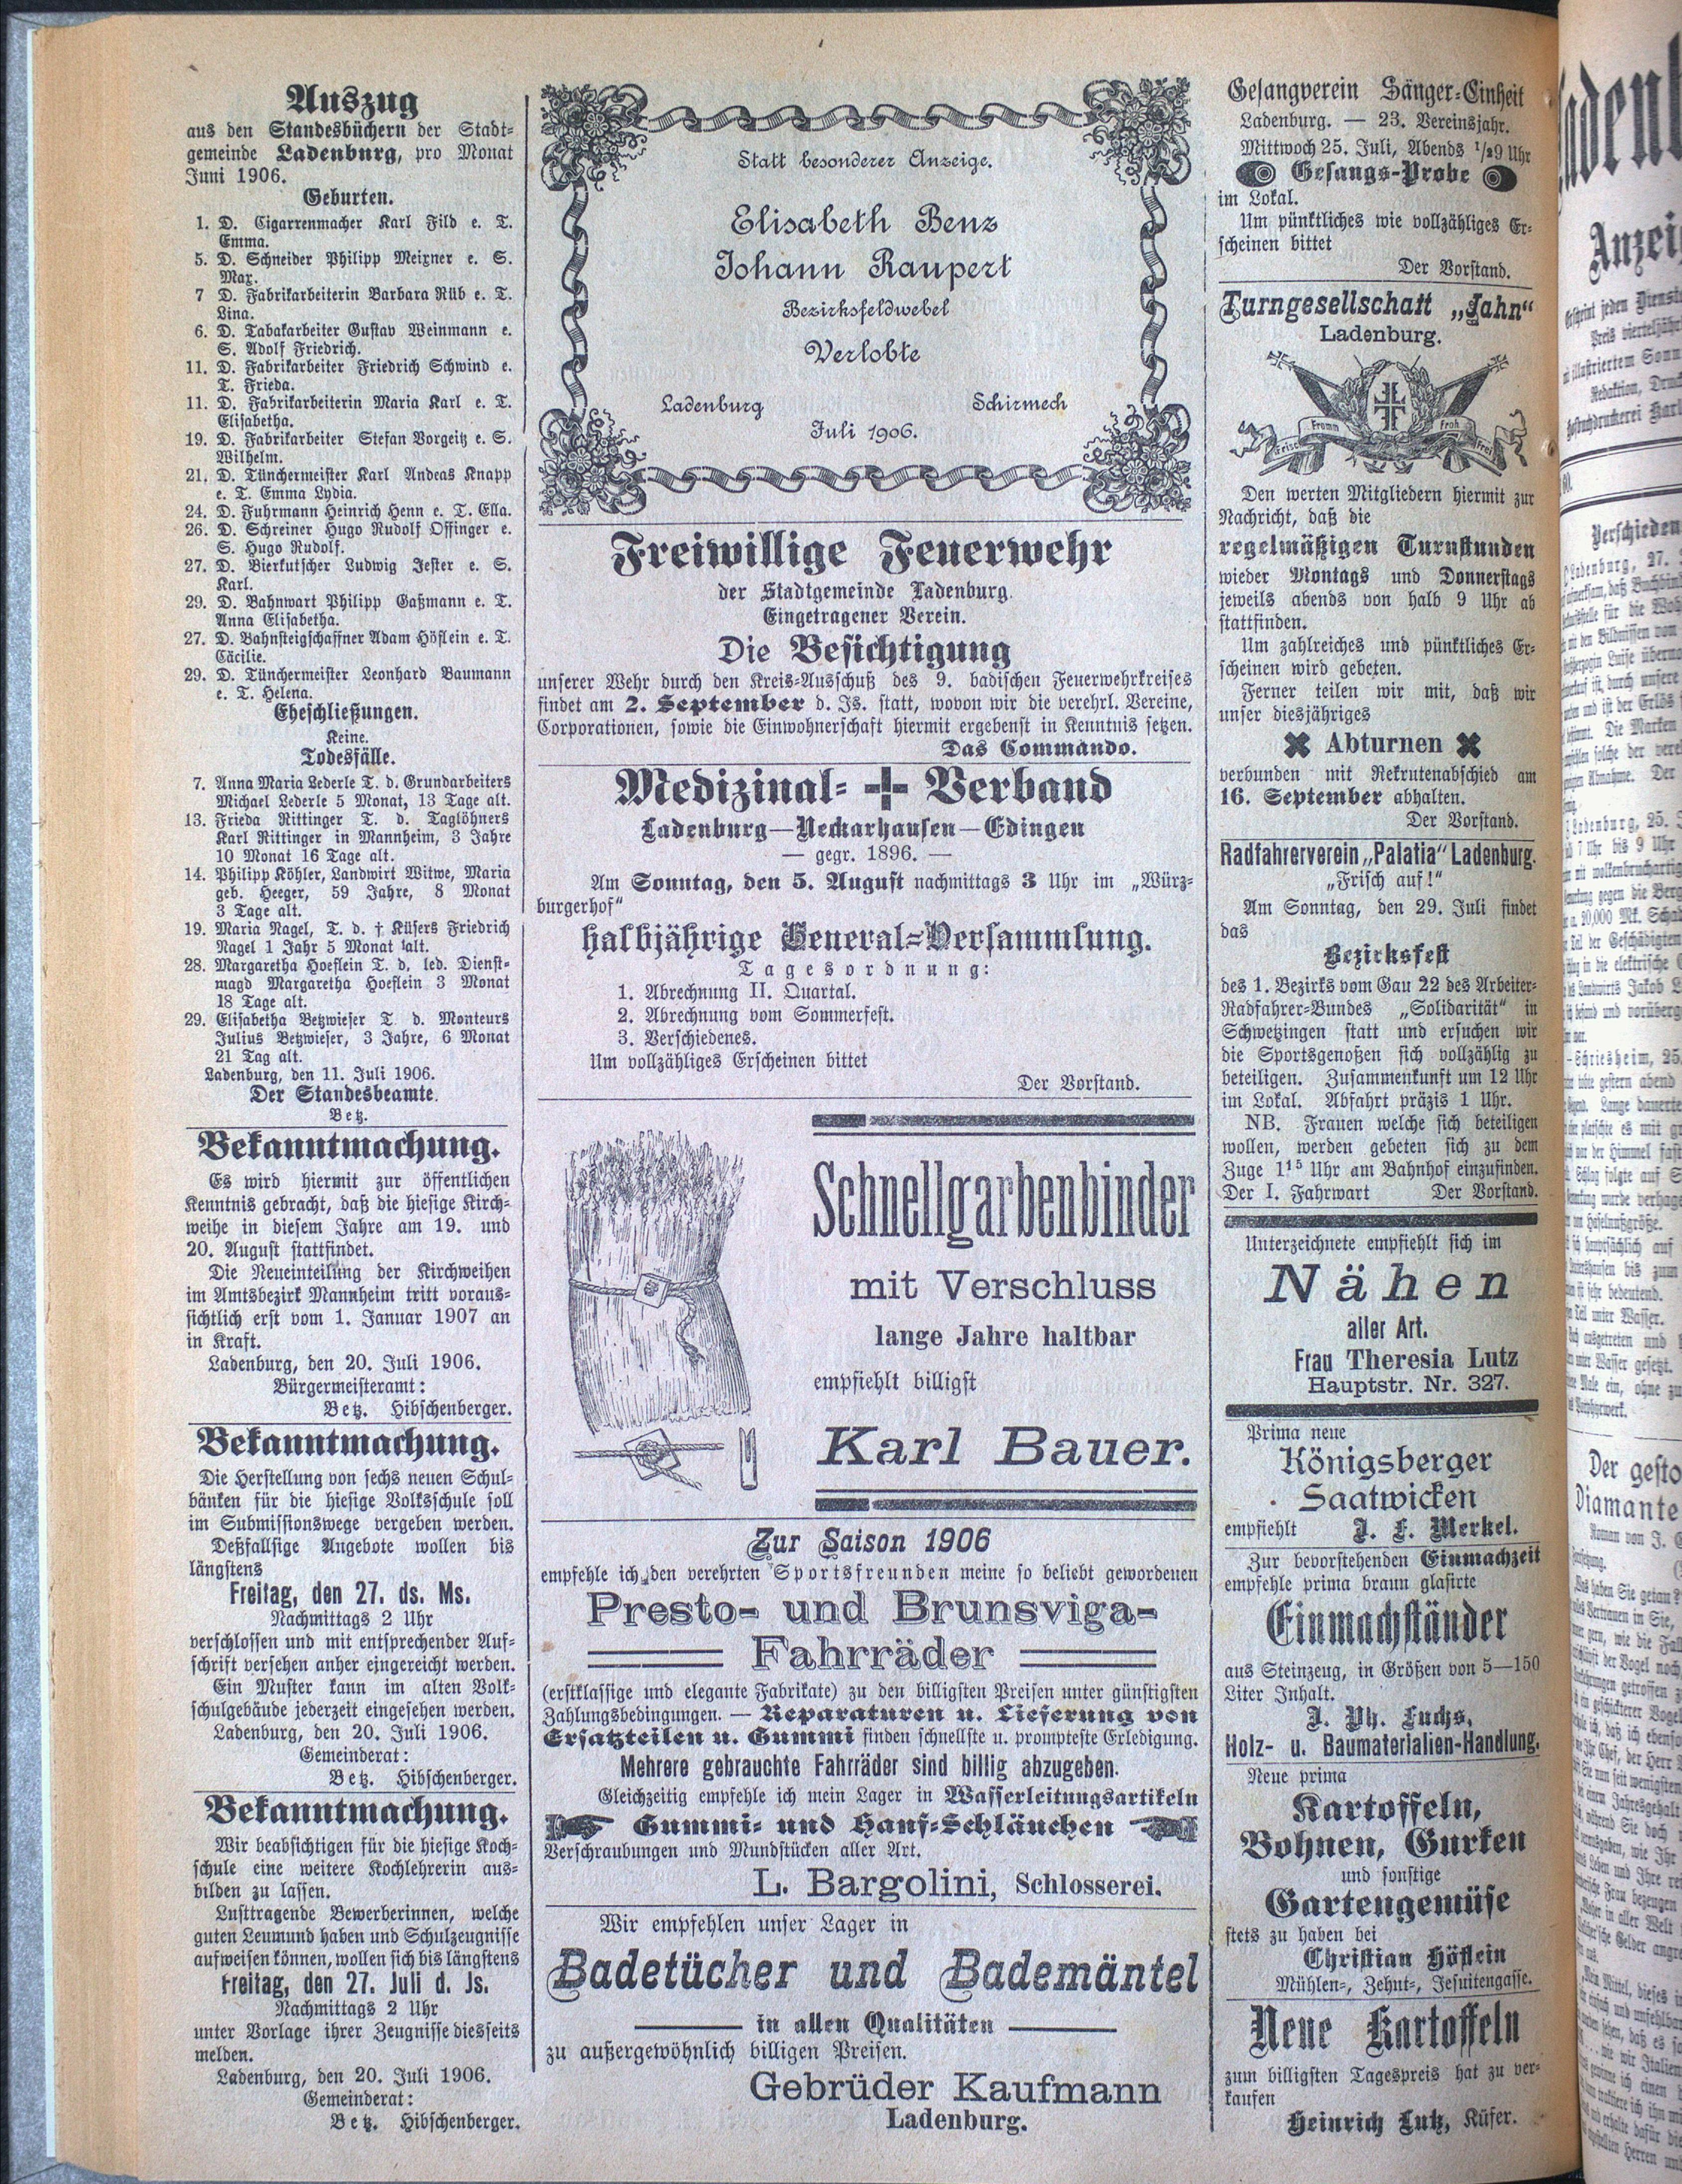 Auszug
aus den Standesbüchern der Stadt-
gemeinde Ladenburg, pro Monat
Juni 1906.
Geburten.
1. D. Cigarrenmacher Karl Fild e. T.
Emma.
5. D. Schneider Philipp Meixner e. S.
Max.
7 D. Fabrikarbeiterin Barbara Rüb e. T.
Lina.
6. D. Tabakarbeiter Gustav Weinmann e.
S. Adolf Friedrich.
11. D. Fabrikarbeiter Friedrich Schwind e.
T. Frieda.
11. D. Fabrikarbeiterin Maria Karl e. T.
Elisabetha.
19. D. Fabrikarbeiter Stefan Vorgeitz e. S.
Wilhelm.
21. D. Tünchermeister Karl Andeas Knapp
e. T. Emma Lydia.
24. D. Fuhrmann Heinrich Henn e. T. Ella.
26. D. Schreiner Hugo Rudolf Offinger e.
S. Hugo Rudolf.
27. D. Bierkutscher Ludwig Jester e. S.
Karl.
29. D. Bahnwart Philipp Gaßmann e. T.
Anna Elisabetha.
27. D. Bahnsteigschaffner Adam Höflein e. T.
Cäcilie.
29. D. Tünchermeister Leonhard Baumann
e. T. Helena.
Eheschließungen.
Keine.
Todesfälle.
7. Anna Maria Lederle T. d. Grundarbeiters
Michael Lederle 5 Monat, 13 Tage alt.
13. Frieda Rittinger T. d. Taglöhners
Karl Rittinger in Mannheim, 3 Jahre
10 Monat 16 Tage alt.
14. Philipp Köhler, Landwirt Witwe, Maria
geb. Heeger, 59 Jahre, 8 Monat
3 Tage alt.
19. Maria Nagel, T. d. † Küfers Friedrich
Nagel 1 Jahr 5 Monat alt.
28. Margaretha Hoeflein T. d. led. Dienst-
magd Margaretha Hoeflein 3 Monat
18 Tage alt.
29. Elisabetha Betzwieser T. d. Monteurs
Julius Betzwieser, 3 Jahre, 6 Monat
21 Tag alt.
Ladenburg, den 11. Juli 1906.
Der Standesbeamte.
Betz.
Bekanntmachung.
Es wird hiermit zur öffentlichen
Kenntnis gebracht, daß die hiesige Kirch-
weihe in diesem Jahre am 19. und
20. August stattfindet.
Die Neueinteilung der Kirchweihen
im Amtsbezirk Mannheim tritt voraus-
sichtlich erst vom 1. Januar 1907 an
in Kraft.
Ladenburg, den 20. Juli 1906.
Bürgermeisteramt:
Betz. Hibschenberger.
Bekanntmachung.
Die Herstellung von sechs neuen Schul-
bänken für die hiesige Volksschule soll
im Submissionswege vergeben werden.
Deßfallsige Angebote wollen bis
längstens
Freitag, den 27. ds. Ms.
Nachmittags 2 Uhr
verschlossen und mit entsprechender Auf-
schrift versehen anher eingereicht werden.
Ein Muster kann im alten Volk-
schulgebäude jederzeit eingesehen werden.
Ladenburg, den 20. Juli 1906.
Gemeinderat:
Betz. Hibschenberger.
Bekanntmachung.
Wir beabsichtigen für die hiesige Koch-
schule eine weitere Kochlehrerin aus-
bilden zu lassen.
Lusttragende Bewerberinnen, welche
guten Leumund haben und Schulzeugnisse
aufweisen können, wollen sich bis längstens
Freitag, den 27. Juli d. Js.
Nachmittags 2 Uhr
unter Vorlage ihrer Zeugnisse diesseits
melden.
Ladenburg, den 20. Juli 1906.
Gemeinderat:
Betz. Hibschenberger.
Statt besonderer Anzeige.
Elisabeth Benz
Johann Raupert
Bezirksfeldwebel
Verlobte
Ladenburg Schirmech
Juli 1906.
Freiwillige Feuerwehr
der Stadtgemeinde Ladenburg.
Eingetragener Verein.
Die Besichtigung
unserer Wehr durch den Kreis-Ausschuß des 9. badischen Feuerwehrkreises
findet am 2. September d. Js. statt, wovon wir die verehrl. Vereine,
Corporationen, sowie die Einwohnerschaft hiermit ergebenst in Kenntnis setzen.
Das Commando.
Medizinal- + Verband
Ladenburg—Neckarhausen—Edingen
— gegr. 1896. —
Am Sonntag, den 5. August nachmittags 3 Uhr im „Würz-
burgerhof“
halbjährige General-Versammlung.
Tagesordnung:
1. Abrechnung II. Quartal.
2. Abrechnung vom Sommerfest.
3. Verschiedenes.
Um vollzähliges Erscheinen bittet
Der Vorstand.
Schnellgarbenbinder
mit Verschluss
lange Jahre haltbar
empfiehlt billigst
Karl Bauer.
Zur Saison 1906
empfehle ich den verehrten Sportsfreunden meine so beliebt gewordenen
Presto- und Brunsviga-
Fahrräder
(erstklassige und elegante Fabrikate) zu den billigsten Preisen unter günstigsten
Zahlungsbedingungen. — Reparaturen u. Lieferung von
Ersatzteilen u. Gummi finden schnellste u. prompteste Erledigung.
Mehrere gebrauchte Fahrräder sind billig abzugeben.
Gleichzeitig empfehle ich mein Lager in Wasserleitungsartikeln
Gummi- und Hanf-Schläuchen
Verschraubungen und Mundstücken aller Art.
L. Bargolini, Schlosserei.
Wir empfehlen unser Lager in
Badetücher und Bademäntel
in allen Qualitäten
zu außergewöhnlich billigen Preisen.
Gebrüder Kaufmann
Ladenburg.
Gesangverein Sänger-Einheit
Ladenburg. — 23. Vereinsjahr.
Mittwoch 25. Juli, Abends 1/29 Uhr
Gesangs-Probe
im Lokal.
Um pünktliches wie vollzähliges Er-
scheinen bittet
Der Vorstand.
Turngesellschaft „Jahn“
Ladenburg.
Frisch Fromm Froh Frei
Den werten Mitgliedern hiermit zur
Nachricht, daß die
regelmäßigen Turnstunden
wieder Montags und Donnerstags
jeweils abends von halb 9 Uhr ab
stattfinden.
Um zahlreiches und pünktliches Er-
scheinen wird gebeten.
Ferner teilen wir mit, daß wir
unser diesjähriges
Abturnen
verbunden mit Rekrutenabschied am
16. September abhalten.
Der Vorstand.
Radfahrerverein „Palatia“ Ladenburg.
„Frisch auf!“
Am Sonntag, den 29. Juli findet
das
Bezirksfest
des 1. Bezirks vom Gau 22 des Arbeiter-
Radfahrer-Bundes „Solidarität“ in
Schwetzingen statt und ersuchen wir
die Sportsgenoßen sich vollzählig zu
beteiligen. Zusammenkunft um 12 Uhr
im Lokal. Abfahrt präzis 1 Uhr.
NB. Frauen welche sich beteiligen
wollen, werden gebeten sich zu dem
Zuge 1¹⁵ Uhr am Bahnhof einzufinden.
Der I. Fahrwart Der Vorstand.
Unterzeichnete empfiehlt sich im
Nähen
aller Art.
Frau Theresia Lutz
Hauptstr. Nr. 327.
Prima neue
Königsberger
Saatwicken
empfiehlt J. F. Merkel.
Zur bevorstehenden Einmachzeit
empfehle prima braun glasirte
Einmachständer
aus Steinzeug, in Größen von 5—150
Liter Inhalt.
J. Ph. Fuchs,
Holz- u. Baumaterialien-Handlung.
Neue prima
Kartoffeln,
Bohnen, Gurken
und sonstige
Gartengemüse
stets zu haben bei
Christian Höflein
Mühlen-, Zehnt-, Jesuitengasse.
Neue Kartoffeln
zum billigsten Tagespreis hat zu ver-
kaufen
Heinrich Lutz, Küfer.